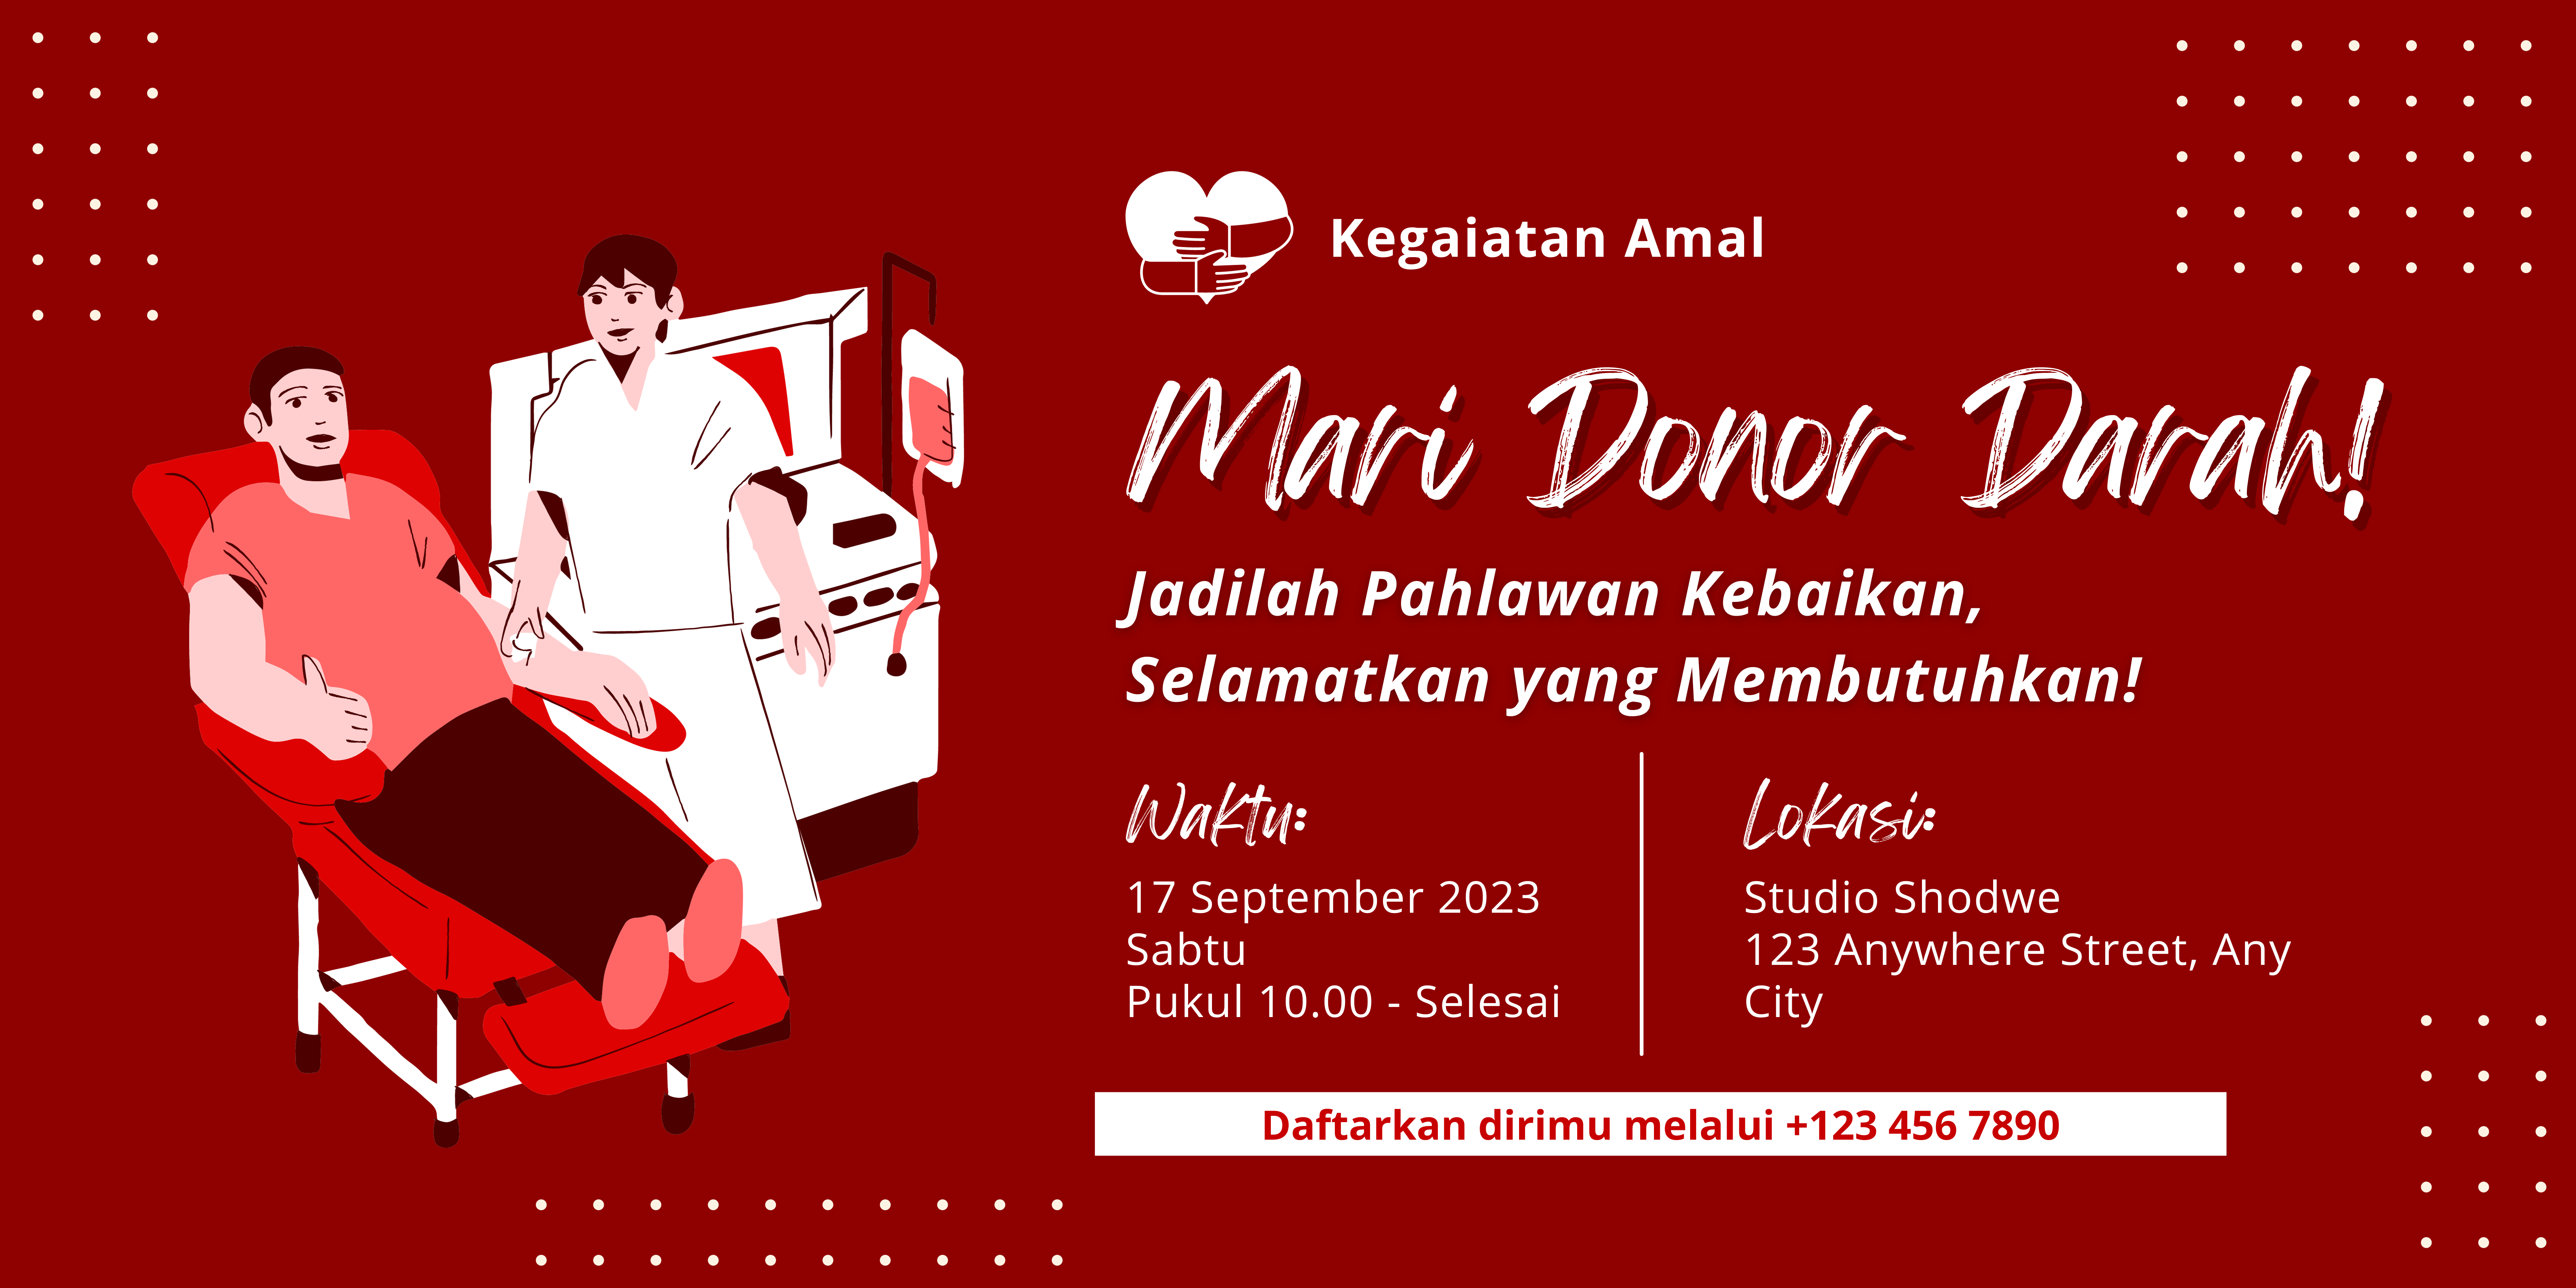 Kegaiatan Amal
Mari Donor Darah!
Jadilah Pahlawan Kebaikan,
Selamatkan yang Membutuhkan!
Waktu:
17 September 2023
Sabtu
Pukul 10.00 - Selesai
Lokasi:
Studio Shodwe
123 Anywhere Street, Any
City
Daftarkan dirimu melalui +123 456 7890